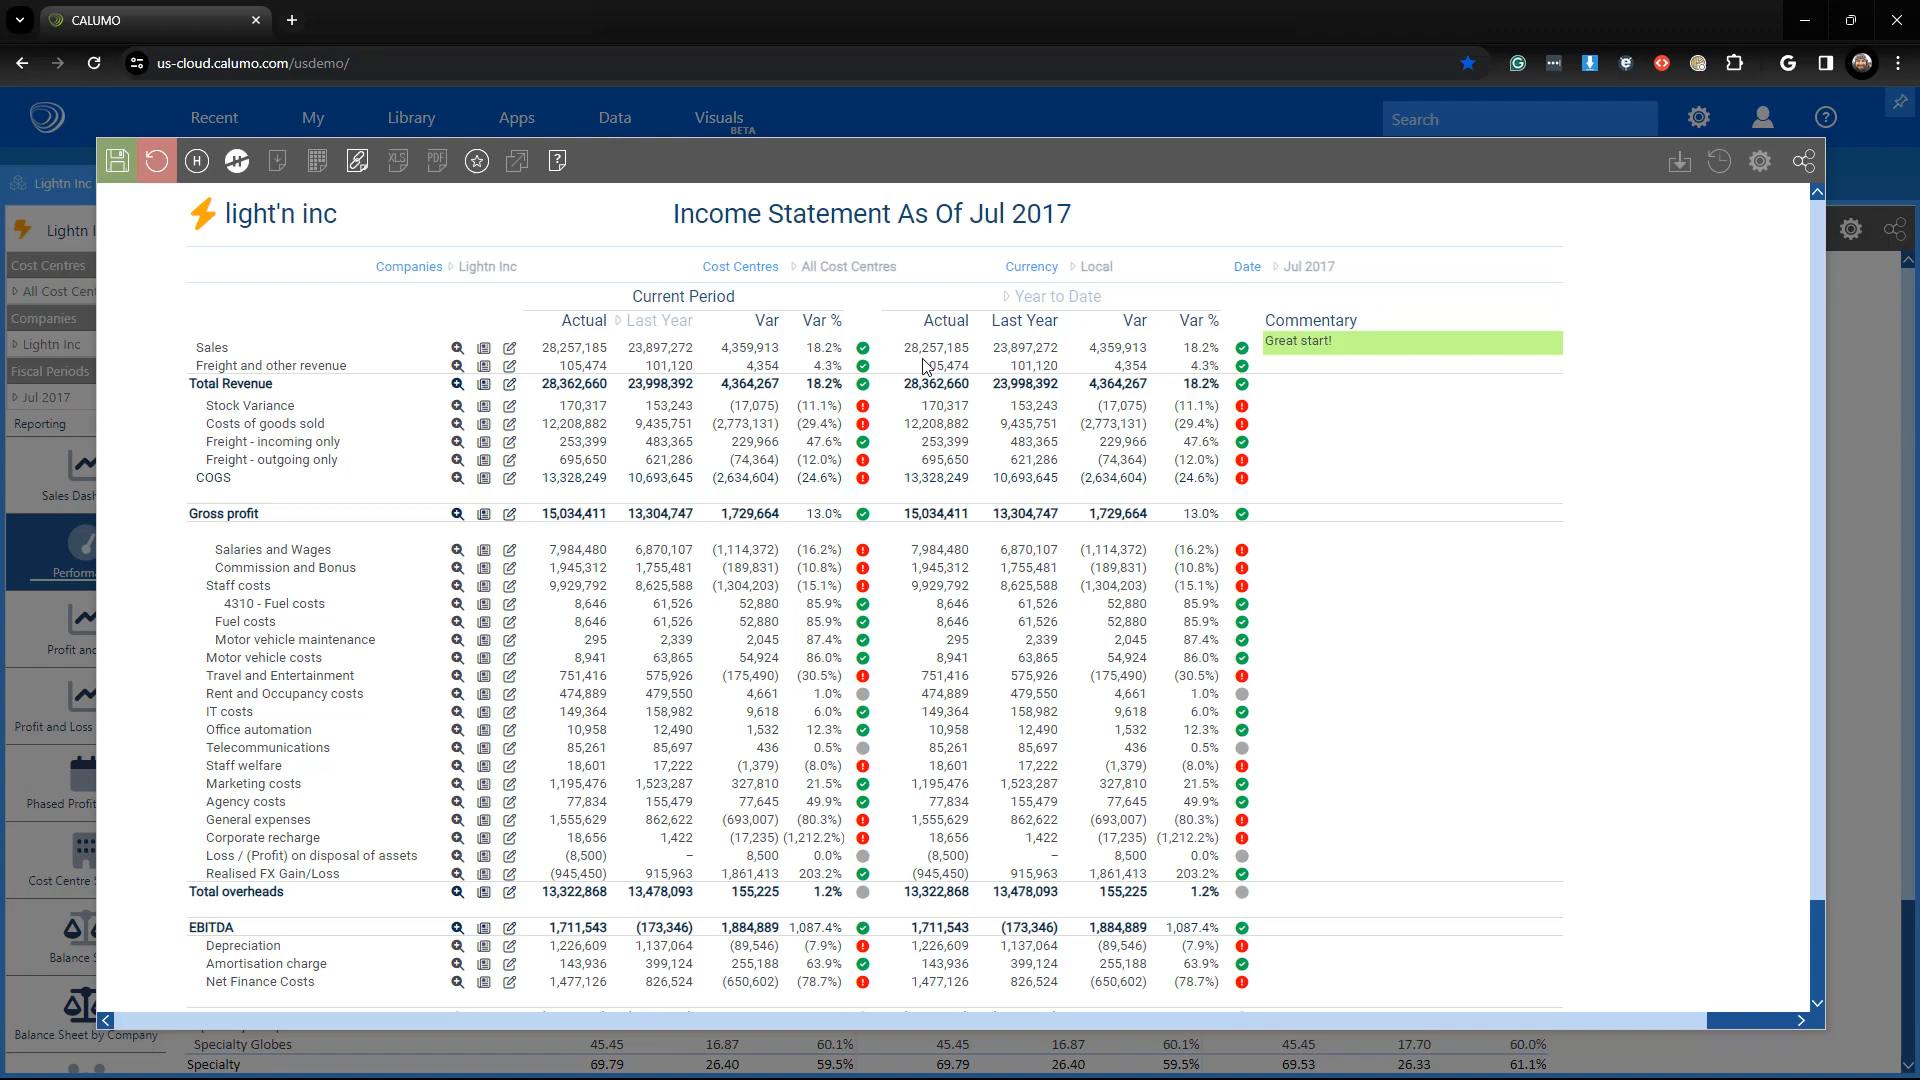 CALUMO
us-cloud.calumo.com/usdemo/
Recent My Library Apps Data Visuals BETA Search
Lightn Inc
light'n inc Income Statement As Of Jul 2017
Companies Lightn Inc Cost Centres All Cost Centres Currency Local Date Jul 2017
Current Period Year to Date
Actual Last Year Var Var % Actual Last Year Var Var % Commentary
Sales 28,257,185 23,897,272 4,359,913 18.2% 28,257,185 23,897,272 4,359,913 18.2% Great start!
Freight and other revenue 105,474 101,120 4,354 4.3% 05,474 101,120 4,354 4.3%
Total Revenue 28,362,660 23,998,392 4,364,267 18.2% 28,362,660 23,998,392 4,364,267 18.2%
Stock Variance 170,317 153,243 (17,075) (11.1%) 170,317 153,243 (17,075) (11.1%)
Costs of goods sold 12,208,882 9,435,751 (2,773,131) (29.4%) 12,208,882 9,435,751 (2,773,131) (29.4%)
Freight - incoming only 253,399 483,365 229,966 47.6% 253,399 483,365 229,966 47.6%
Freight - outgoing only 695,650 621,286 (74,364) (12.0%) 695,650 621,286 (74,364) (12.0%)
COGS 13,328,249 10,693,645 (2,634,604) (24.6%) 13,328,249 10,693,645 (2,634,604) (24.6%)
Gross profit 15,034,411 13,304,747 1,729,664 13.0% 15,034,411 13,304,747 1,729,664 13.0%
Salaries and Wages 7,984,480 6,870,107 (1,114,372) (16.2%) 7,984,480 6,870,107 (1,114,372) (16.2%)
Commission and Bonus 1,945,312 1,755,481 (189,831) (10.8%) 1,945,312 1,755,481 (189,831) (10.8%)
Staff costs 9,929,792 8,625,588 (1,304,203) (15.1%) 9,929,792 8,625,588 (1,304,203) (15.1%)
4310 - Fuel costs 8,646 61,526 52,880 85.9% 8,646 61,526 52,880 85.9%
Fuel costs 8,646 61,526 52,880 85.9% 8,646 61,526 52,880 85.9%
Motor vehicle maintenance 295 2,339 2,045 87.4% 295 2,339 2,045 87.4%
Motor vehicle costs 8,941 63,865 54,924 86.0% 8,941 63,865 54,924 86.0%
Travel and Entertainment 751,416 575,926 (175,490) (30.5%) 751,416 575,926 (175,490) (30.5%)
Rent and Occupancy costs 474,889 479,550 4,661 1.0% 474,889 479,550 4,661 1.0%
IT costs 149,364 158,982 9,618 6.0% 149,364 158,982 9,618 6.0%
Office automation 10,958 12,490 1,532 12.3% 10,958 12,490 1,532 12.3%
Telecommunications 85,261 85,697 436 0.5% 85,261 85,697 436 0.5%
Staff welfare 18,601 17,222 (1,379) (8.0%) 18,601 17,222 (1,379) (8.0%)
Marketing costs 1,195,476 1,523,287 327,810 21.5% 1,195,476 1,523,287 327,810 21.5%
Agency costs 77,834 155,479 77,645 49.9% 77,834 155,479 77,645 49.9%
General expenses 1,555,629 862,622 (693,007) (80.3%) 1,555,629 862,622 (693,007) (80.3%)
Corporate recharge 18,656 1,422 (17,235) (1,212.2%) 18,656 1,422 (17,235) (1,212.2%)
Loss / (Profit) on disposal of assets (8,500) – 8,500 0.0% (8,500) – 8,500 0.0%
Realised FX Gain/Loss (945,450) 915,963 1,861,413 203.2% (945,450) 915,963 1,861,413 203.2%
Total overheads 13,322,868 13,478,093 155,225 1.2% 13,322,868 13,478,093 155,225 1.2%
EBITDA 1,711,543 (173,346) 1,884,889 1,087.4% 1,711,543 (173,346) 1,884,889 1,087.4%
Depreciation 1,226,609 1,137,064 (89,546) (7.9%) 1,226,609 1,137,064 (89,546) (7.9%)
Amortisation charge 143,936 399,124 255,188 63.9% 143,936 399,124 255,188 63.9%
Net Finance Costs 1,477,126 826,524 (650,602) (78.7%) 1,477,126 826,524 (650,602) (78.7%)
Lightn I
Cost Centres
All Cost Cent
Companies
Lightn Inc
Fiscal Periods
Jul 2017
Reporting
Sales Dash
Performa
Profit and
Profit and Loss
Phased Profit
Cost Centre S
Balance S
Balance Sheet by Company
Specialty Globes 45.45 16.87 60.1% 45.45 16.87 60.1% 45.45 17.70 60.0%
Specialty 69.79 26.40 59.5% 69.79 26.40 59.5% 69.53 26.33 61.1%